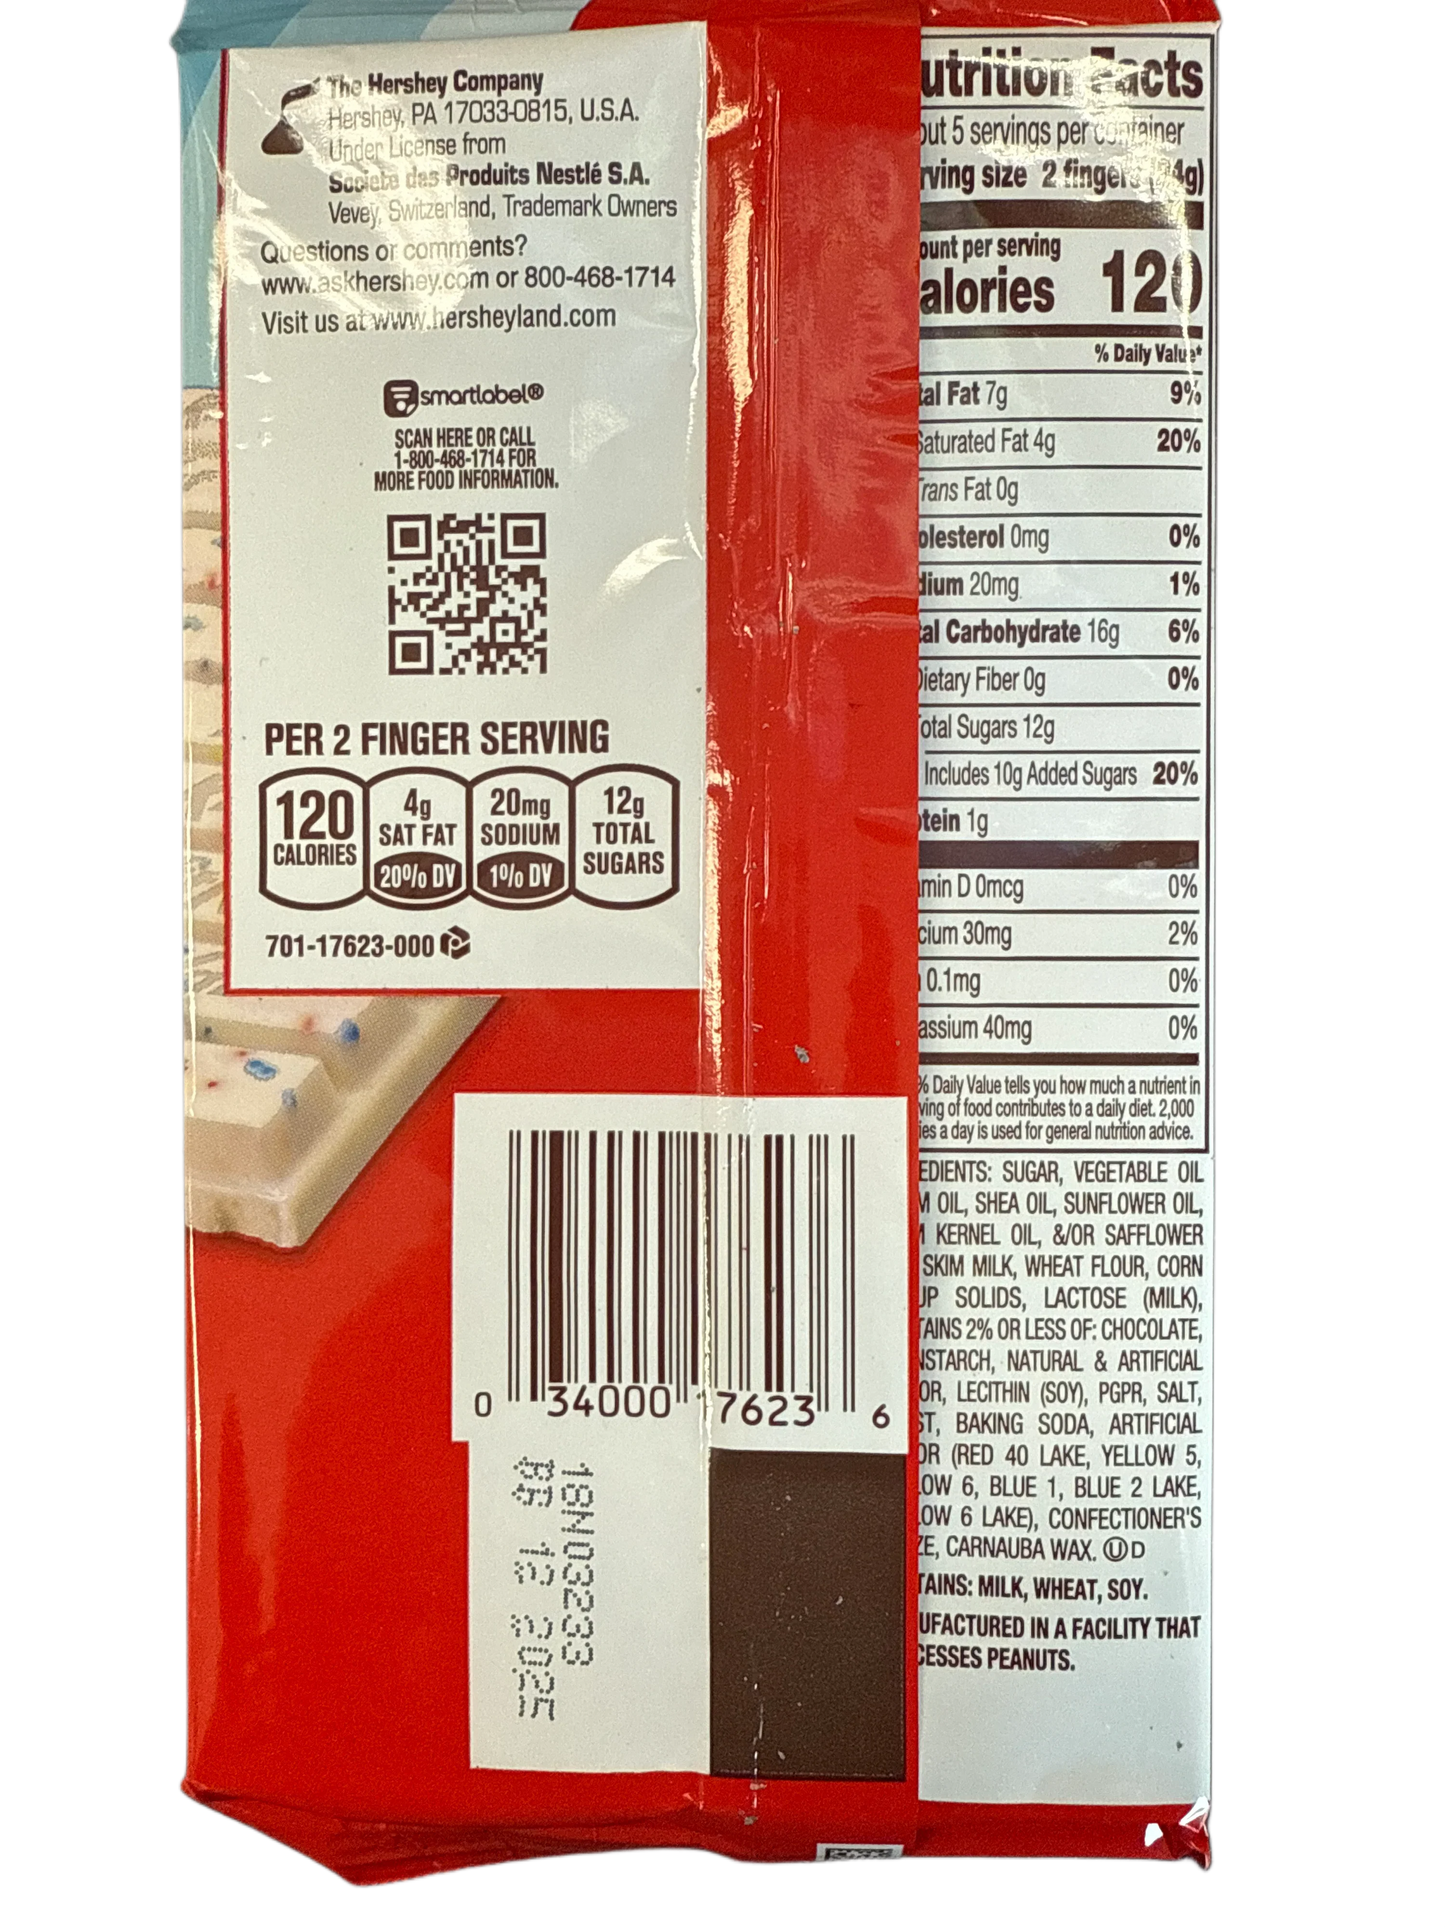 The Hershey Company
Hershey, PA 17033-0815, U.S.A.
Under License from
Societe des Produits Nestlé S.A.
Vevey, Switzerland, Trademark Owners
Questions or comments?
www.askhershey.com or 800-468-1714
Visit us at www.hersheyland.com
smartlabel®
SCAN HERE OR CALL
1-800-468-1714 FOR
MORE FOOD INFORMATION.
PER 2 FINGER SERVING
120 CALORIES
4g SAT FAT 20% DV
20mg SODIUM 1% DV
12g TOTAL SUGARS
701-17623-000
0 34000 17623 6
18N03233
12 2025
utrition Facts
out 5 servings per container
rving size 2 fingers
ount per serving
alories 120
% Daily Value*
tal Fat 7g 9%
Saturated Fat 4g 20%
Trans Fat 0g
olesterol 0mg 0%
dium 20mg 1%
tal Carbohydrate 16g 6%
Dietary Fiber 0g 0%
Total Sugars 12g
Includes 10g Added Sugars 20%
otein 1g
min D 0mcg 0%
cium 30mg 2%
0.1mg 0%
assium 40mg 0%
% Daily Value tells you how much a nutrient in
ving of food contributes to a daily diet. 2,000
ies a day is used for general nutrition advice.
EDIENTS: SUGAR, VEGETABLE OIL
M OIL, SHEA OIL, SUNFLOWER OIL,
KERNEL OIL, &/OR SAFFLOWER
SKIM MILK, WHEAT FLOUR, CORN
UP SOLIDS, LACTOSE (MILK),
TAINS 2% OR LESS OF: CHOCOLATE,
NSTARCH, NATURAL & ARTIFICIAL
OR, LECITHIN (SOY), PGPR, SALT,
ST, BAKING SODA, ARTIFICIAL
OR (RED 40 LAKE, YELLOW 5,
LOW 6, BLUE 1, BLUE 2 LAKE,
LOW 6 LAKE), CONFECTIONER'S
ZE, CARNAUBA WAX. Ⓤ D
TAINS: MILK, WHEAT, SOY.
UFACTURED IN A FACILITY THAT
CESSES PEANUTS.